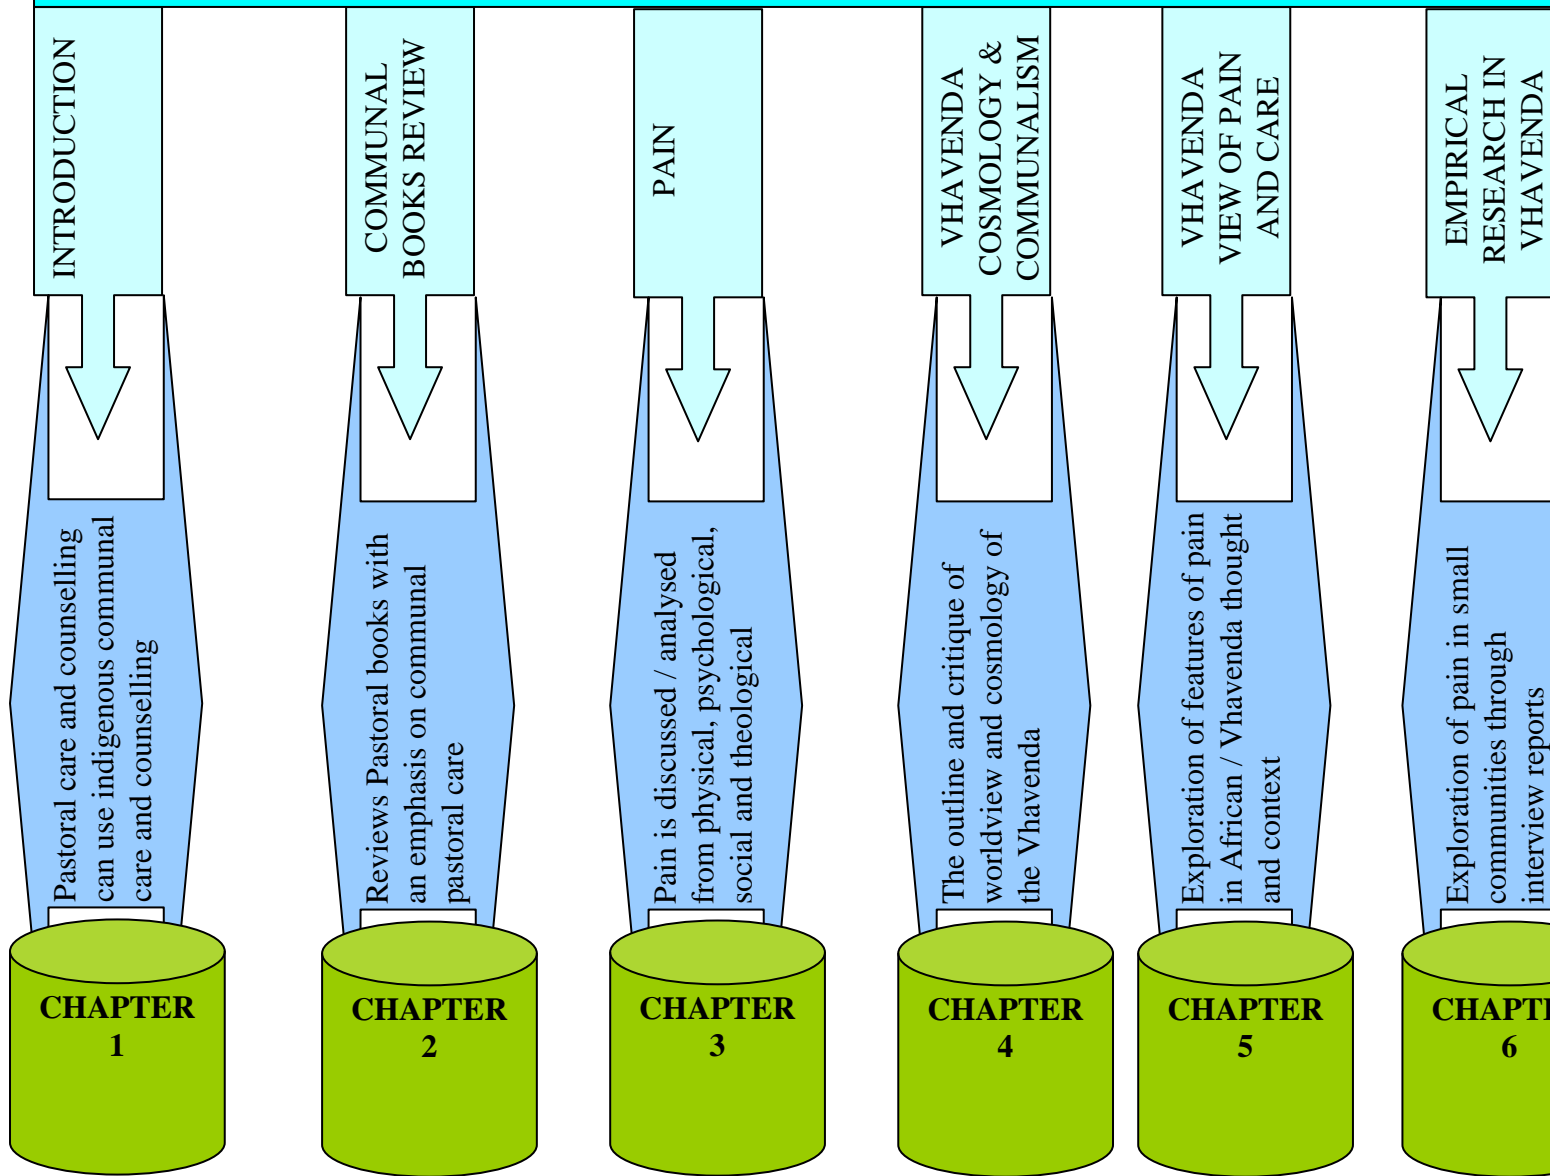 INTRODUCTION
COMMUNAL
BOOKS REVIEW
PAIN
VHAVENDA
COSMOLOGY &
COMMUNALISM
VHAVENDA
VIEW OF PAIN
AND CARE
EMPIRICAL
RESEARCH IN
VHAVENDA
Pastoral care and counselling
can use indigenous communal
care and counselling
Reviews Pastoral books with
an emphasis on communal
pastoral care
Pain is discussed / analysed
from physical, psychological,
social and theological
The outline and critique of
worldview and cosmology of
the Vhavenda
Exploration of features of pain
in African / Vhavenda thought
and context
Exploration of pain in small
communities through
interview reports
CHAPTER
1
CHAPTER
2
CHAPTER
3
CHAPTER
4
CHAPTER
5
CHAPTE
6